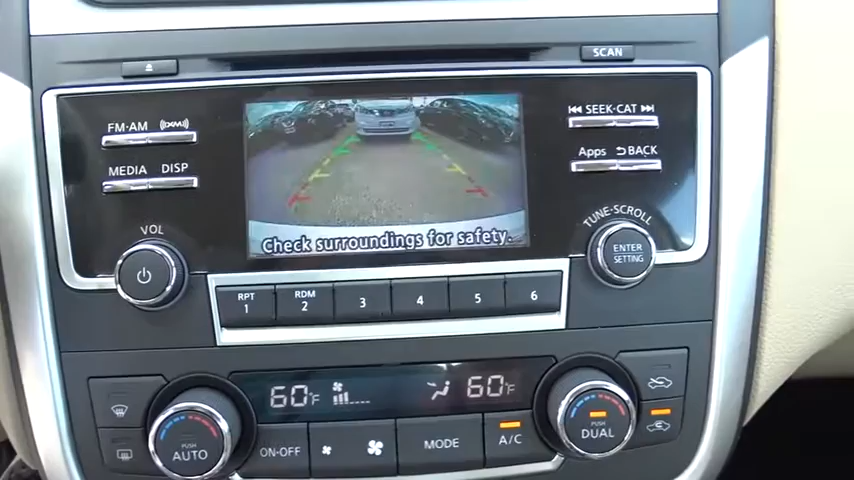 SCAN
FM·AM (SXM)
SEEK·CAT
MEDIA DISP
Apps BACK
VOL
TUNE·SCROLL
Check surroundings for safety.
ENTER
SETTING
RPT
1
RDM
2
3
4
5
6
60°F
60°F
PUSH
AUTO
ON·OFF
MODE
A/C
PUSH
DUAL